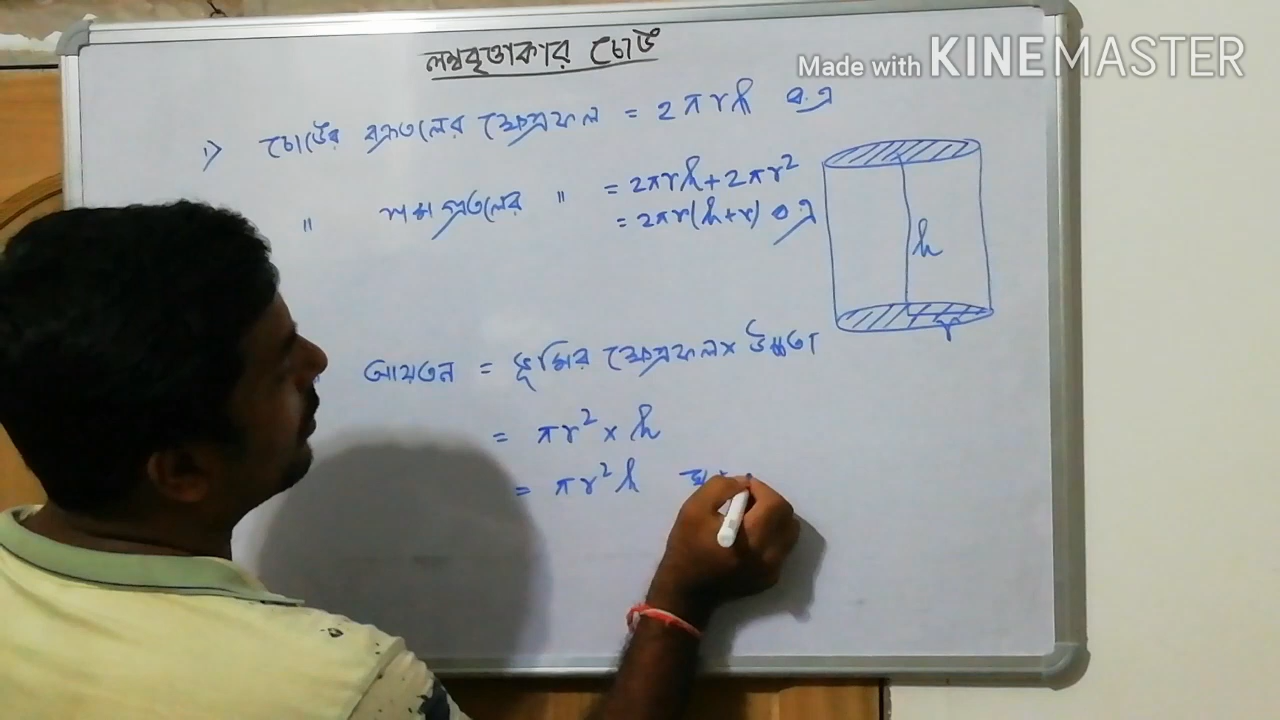 Made with KINEMASTER
লম্ববৃত্তাকার চোঙ
1) চোঙের বক্রতলের ক্ষেত্রফল = 2πrh ব.এ
" সমগ্রতলের " = 2πrh + 2πr²
= 2πr(h+r) ব.এ
h
r
আয়তন = ভূমির ক্ষেত্রফল × উচ্চতা
= πr² × h
= πr²h